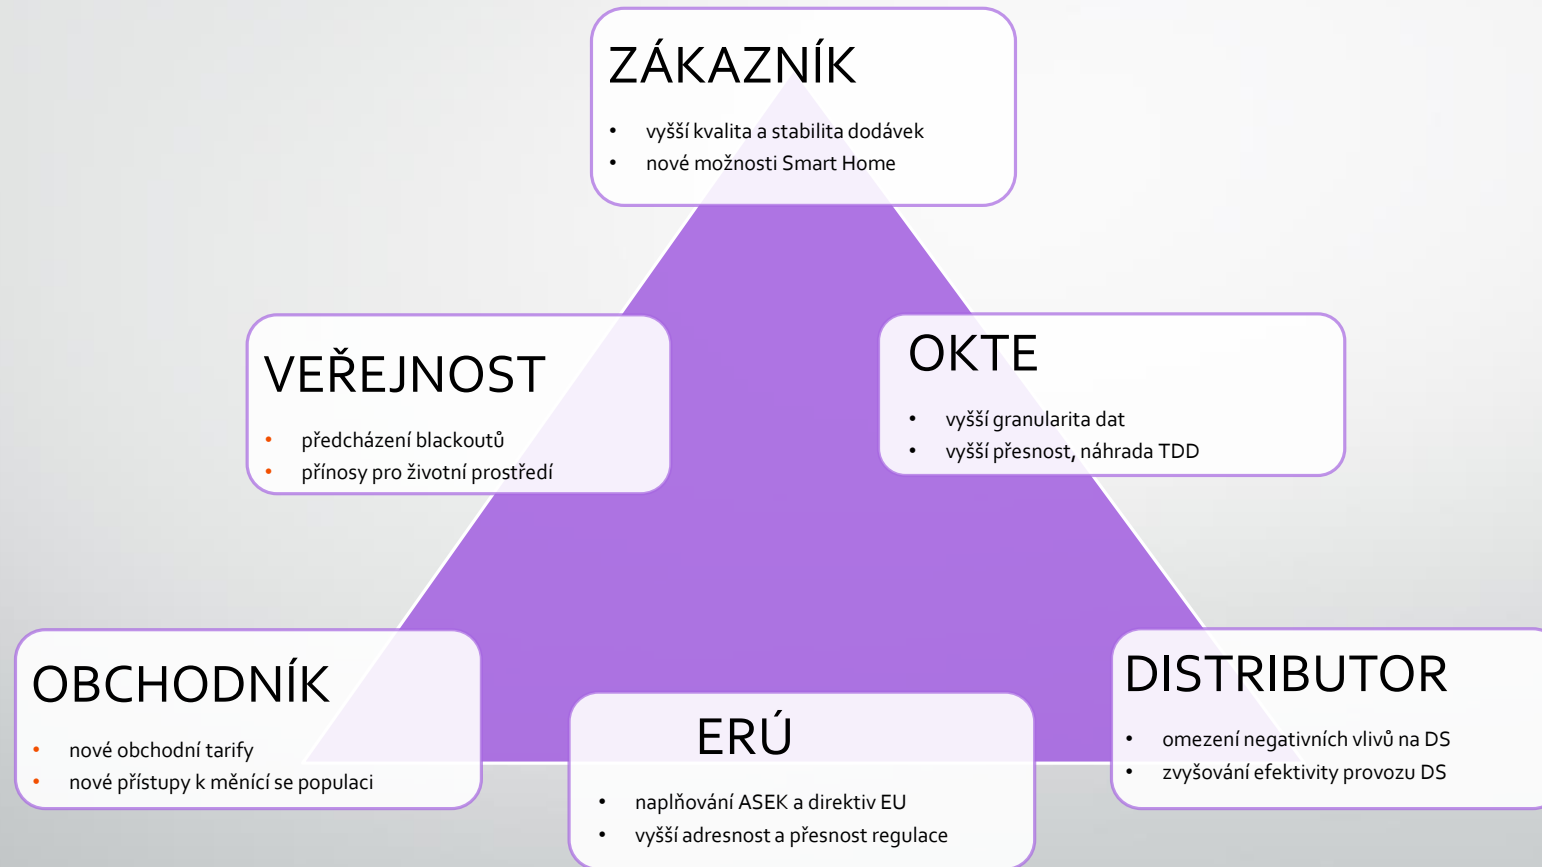 ZÁKAZNÍK
• vyšší kvalita a stabilita dodávek
• nové možnosti Smart Home
VEŘEJNOST
• předcházení blackoutů
• přínosy pro životní prostředí
OKTE
• vyšší granularita dat
• vyšší přesnost, náhrada TDD
OBCHODNÍK
• nové obchodní tarify
• nové přístupy k měnící se populaci
ERÚ
• naplňování ASEK a direktiv EU
• vyšší adresnost a přesnost regulace
DISTRIBUTOR
• omezení negativních vlivů na DS
• zvyšování efektivity provozu DS